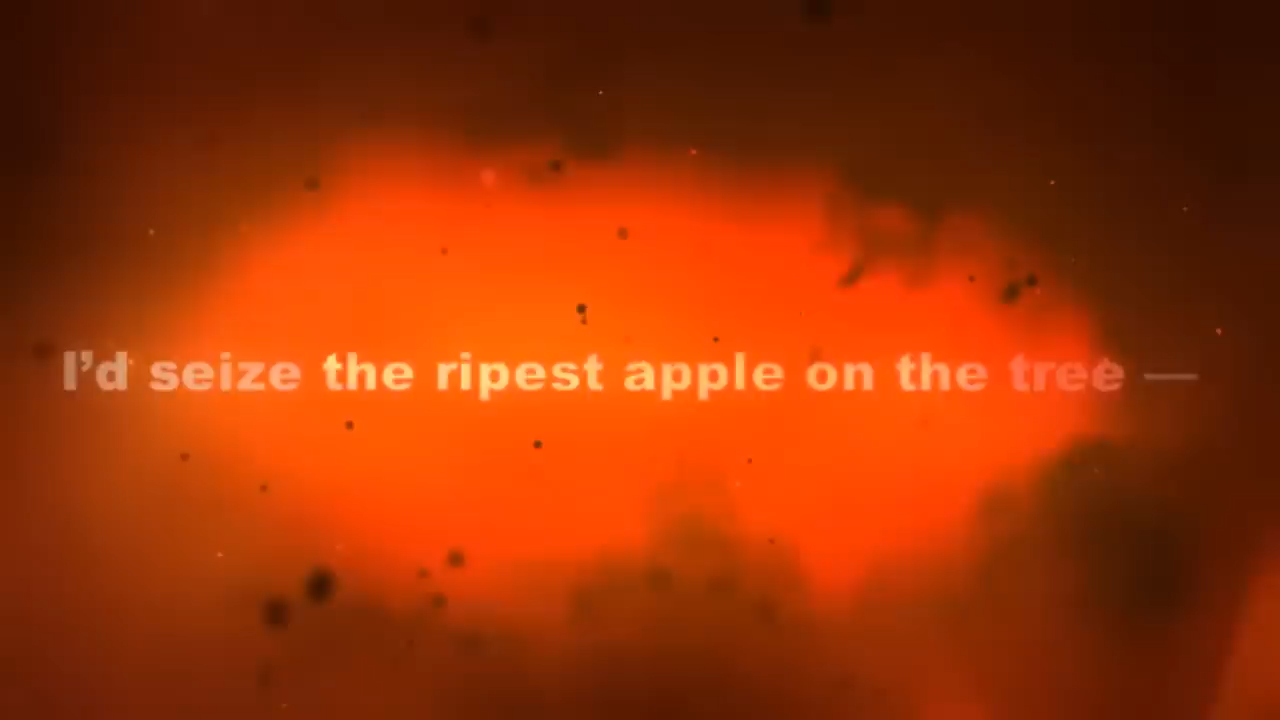 I’d seize the ripest apple on the tree —